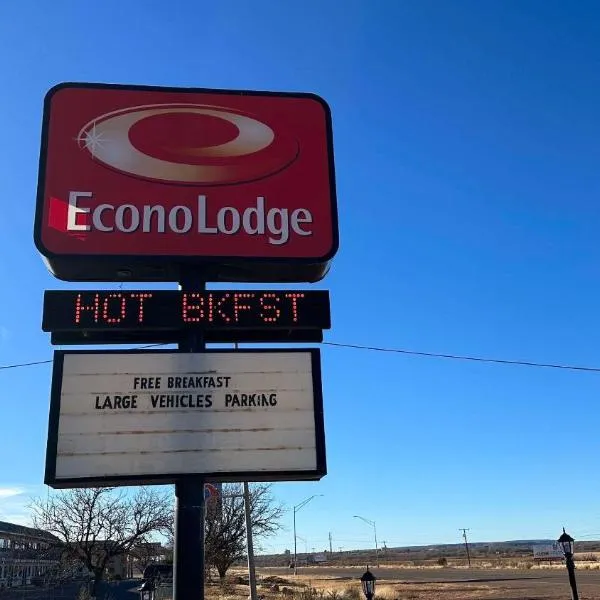 EconoLodge
HOT BKFST
FREE BREAKFAST
LARGE VEHICLES PARKING